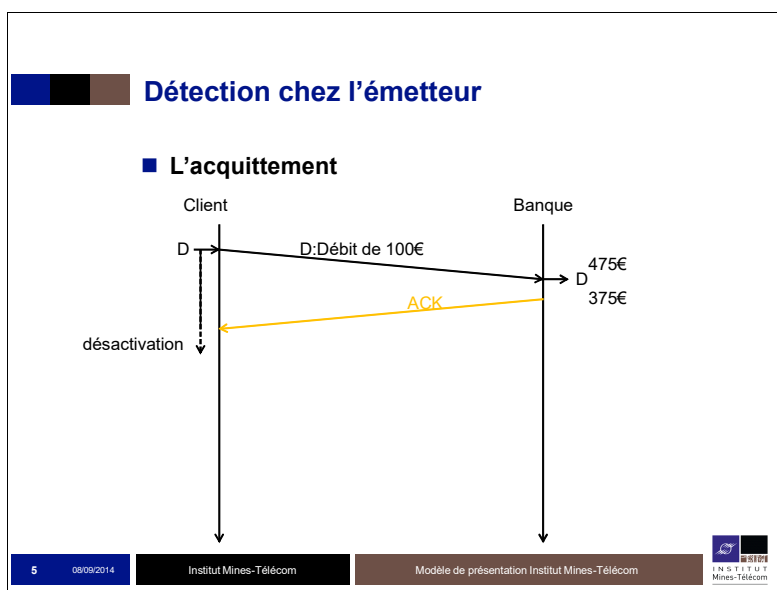 Détection chez l'émetteur
L'acquittement
Client
Banque
D
D:Débit de 100€
475€
D
375€
ACK
désactivation
5
08/09/2014
Institut Mines-Télécom
Modèle de présentation Institut Mines-Télécom
INSTITUT
Mines-Télécom